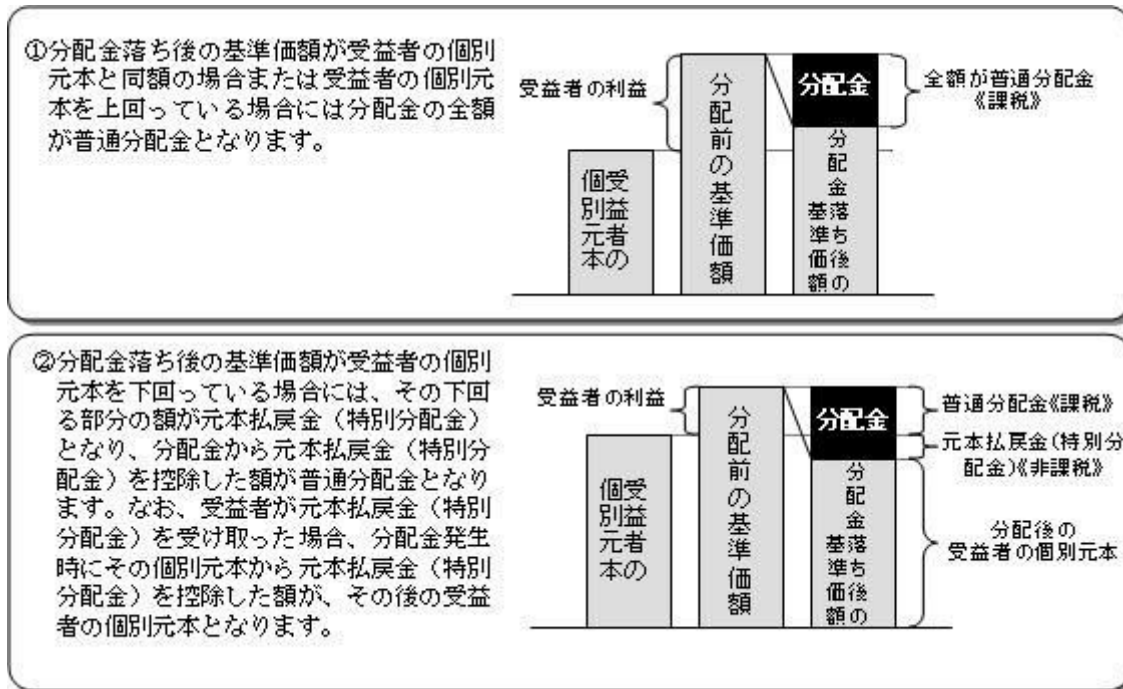 ①分配金落ち後の基準価額が受益者の個別
元本と同額の場合または受益者の個別元
本を上回っている場合には分配金の全額
が普通分配金となります。
受益者の利益
受益者の
個別元本
分配前の基準価額
分配金
分配金落ち後の
基準価額
全額が普通分配金
《課税》
②分配金落ち後の基準価額が受益者の個別
元本を下回っている場合には、その下回
る部分の額が元本払戻金（特別分配金）
となり、分配金から元本払戻金（特別分
配金）を控除した額が普通分配金となり
ます。なお、受益者が元本払戻金（特別
分配金）を受け取った場合、分配金発生
時にその個別元本から元本払戻金（特別
分配金）を控除した額が、その後の受益
者の個別元本となります。
受益者の利益
受益者の
個別元本
分配前の基準価額
分配金
分配金落ち後の
基準価額
普通分配金《課税》
元本払戻金（特別分
配金）《非課税》
分配後の
受益者の個別元本